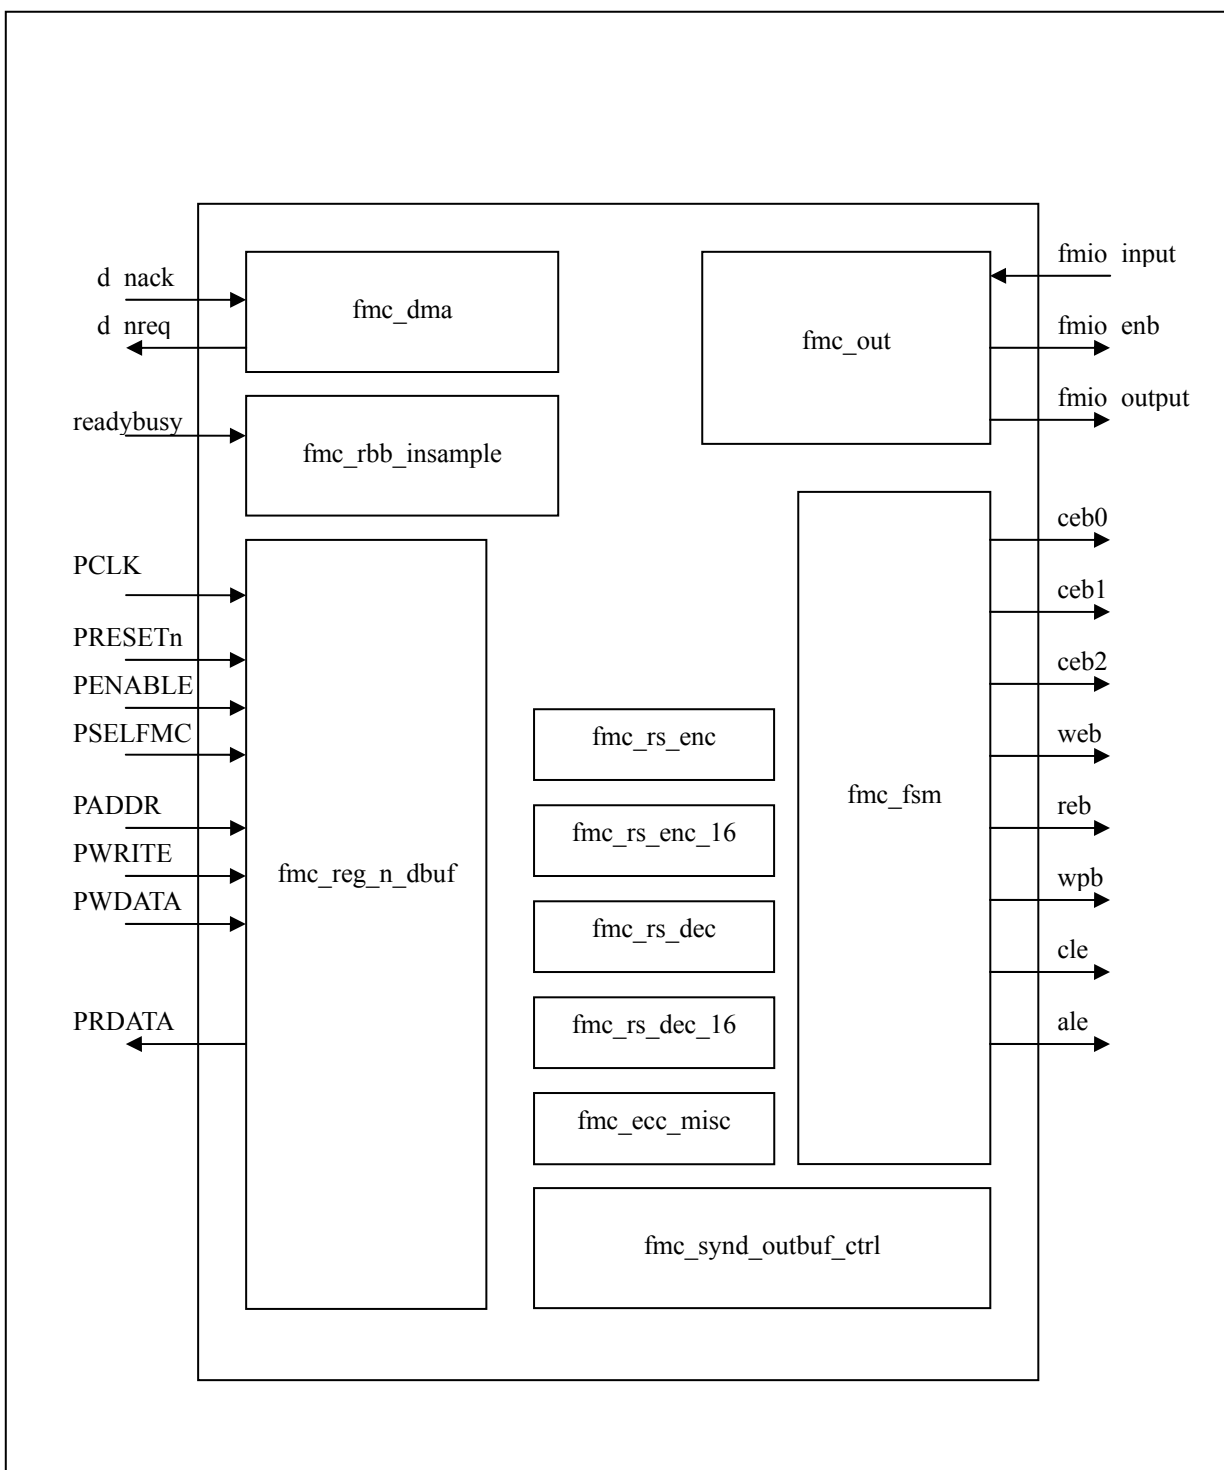 d nack
d nreq
readybusy
PCLK
PRESETn
PENABLE
PSELFMC
PADDR
PWRITE
PWDATA
PRDATA
fmc_dma
fmc_rbb_insample
fmc_reg_n_dbuf
fmc_rs_enc
fmc_rs_enc_16
fmc_rs_dec
fmc_rs_dec_16
fmc_ecc_misc
fmc_synd_outbuf_ctrl
fmc_out
fmc_fsm
fmio input
fmio enb
fmio output
ceb0
ceb1
ceb2
web
reb
wpb
cle
ale